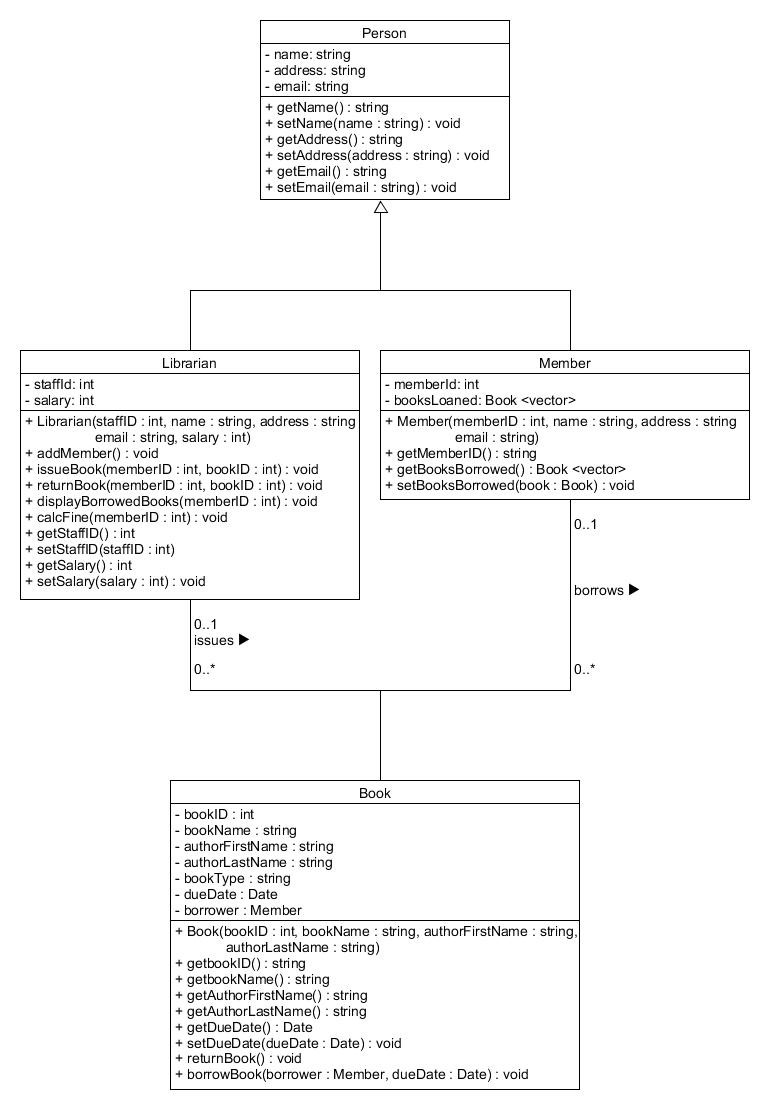 Person
- name: string
- address: string
- email: string
+ getName() : string
+ setName(name : string) : void
+ getAddress() : string
+ setAddress(address : string) : void
+ getEmail() : string
+ setEmail(email : string) : void
Librarian
- staffId: int
- salary: int
+ Librarian(staffID : int, name : string, address : string
email : string, salary : int)
+ addMember() : void
+ issueBook(memberID : int, bookID : int) : void
+ returnBook(memberID : int, bookID : int) : void
+ displayBorrowedBooks(memberID : int) : void
+ calcFine(memberID : int) : void
+ getStaffID() : int
+ setStaffID(staffID : int)
+ getSalary() : int
+ setSalary(salary : int) : void
Member
- memberId: int
- booksLoaned: Book <vector>
+ Member(memberID : int, name : string, address : string
email : string)
+ getMemberID() : string
+ getBooksBorrowed() : Book <vector>
+ setBooksBorrowed(book : Book) : void
0..1
issues ▶
0..*
0..1
borrows ▶
0..*
Book
- bookID : int
- bookName : string
- authorFirstName : string
- authorLastName : string
- bookType : string
- dueDate : Date
- borrower : Member
+ Book(bookID : int, bookName : string, authorFirstName : string,
authorLastName : string)
+ getbookID() : string
+ getbookName() : string
+ getAuthorFirstName() : string
+ getAuthorLastName() : string
+ getDueDate() : Date
+ setDueDate(dueDate : Date) : void
+ returnBook() : void
+ borrowBook(borrower : Member, dueDate : Date) : void